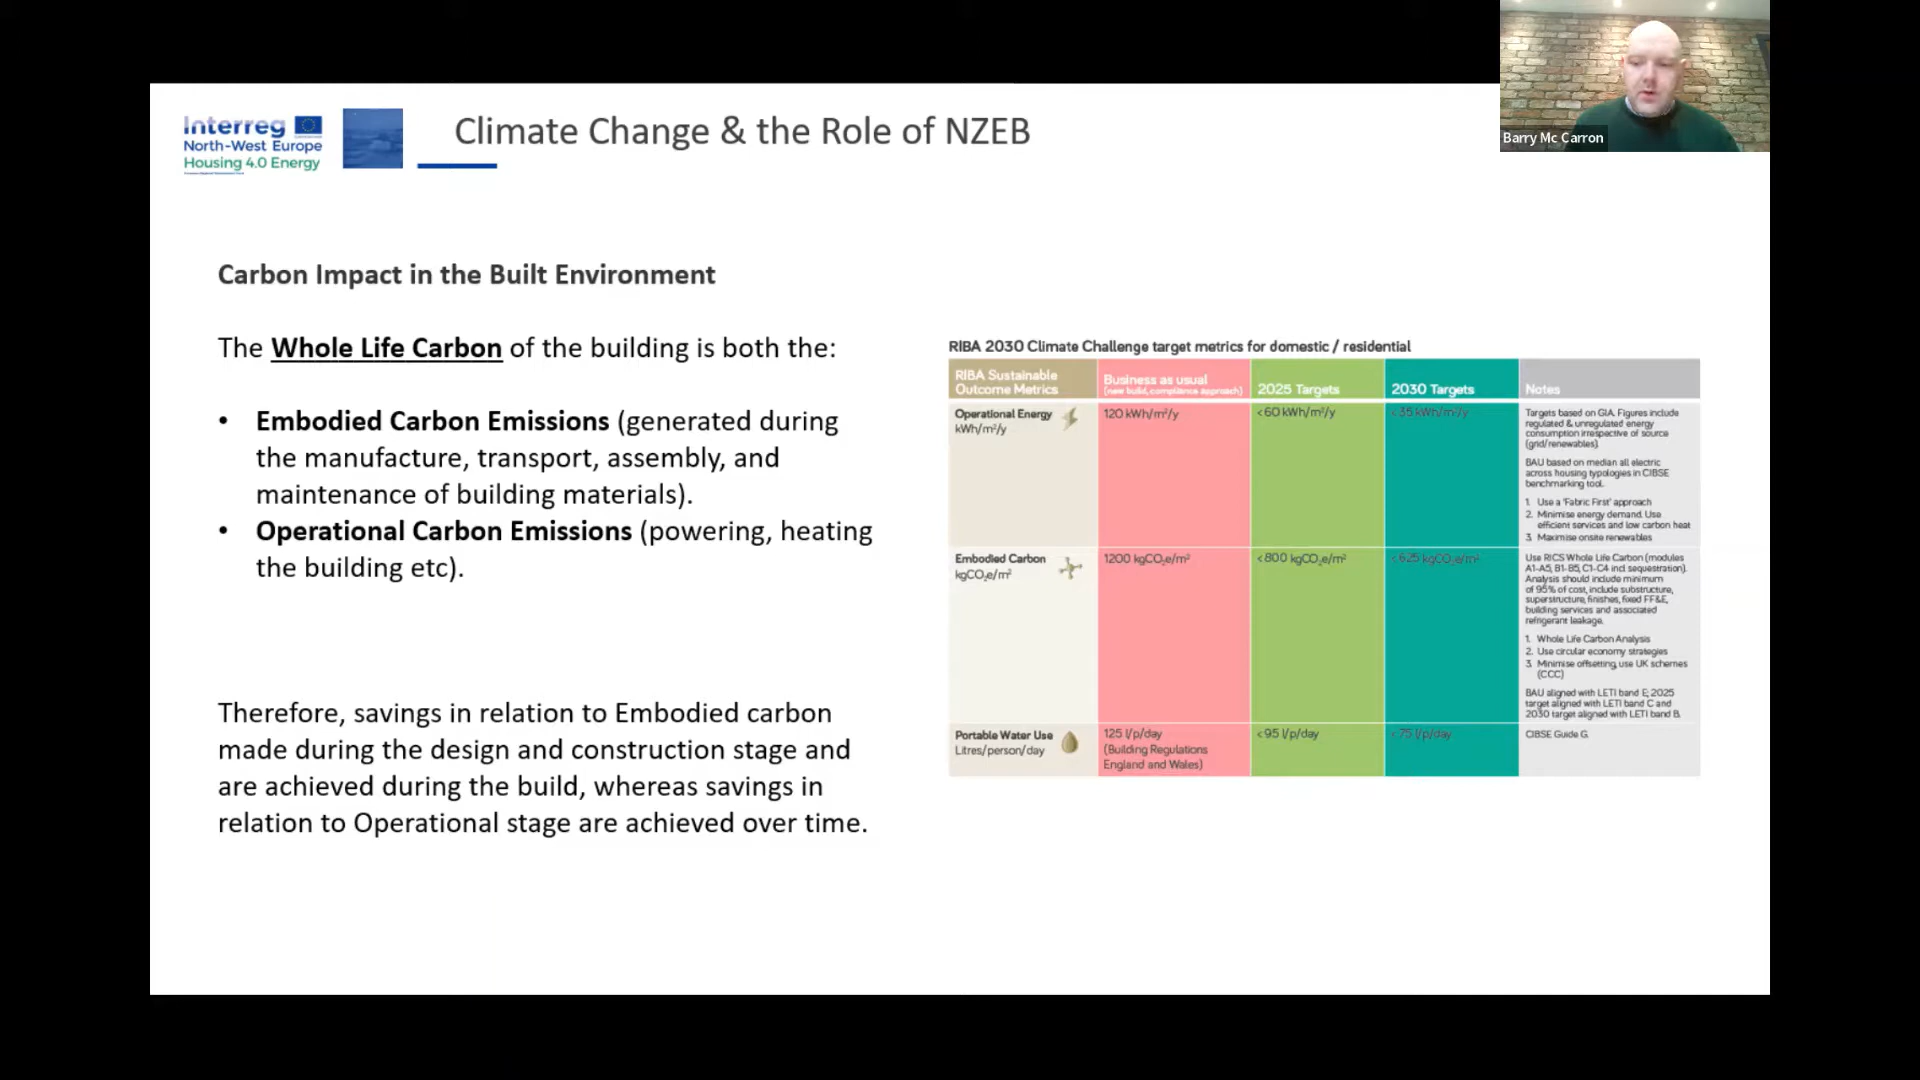 Barry Mc Carron
Interreg
North-West Europe
Housing 4.0 Energy
Climate Change & the Role of NZEB
Carbon Impact in the Built Environment
The Whole Life Carbon of the building is both the:
• Embodied Carbon Emissions (generated during
the manufacture, transport, assembly, and
maintenance of building materials).
• Operational Carbon Emissions (powering, heating
the building etc).
Therefore, savings in relation to Embodied carbon
made during the design and construction stage and
are achieved during the build, whereas savings in
relation to Operational stage are achieved over time.
RIBA 2030 Climate Challenge target metrics for domestic / residential
RIBA Sustainable
Outcome Metrics
Business as usual
(new build, compliance approach)
2025 Targets
2030 Targets
Notes
Operational Energy
kWh/m²/y
120 kWh/m²/y
<60 kWh/m²/y
<35 kWh/m²/y
Targets based on GIA. Figures include
regulated & unregulated energy
consumption irrespective of source
(grid/renewables).
BAU based on median all electric
across housing typologies in CIBSE
benchmarking tool.
1. Use a 'Fabric First' approach
2. Minimise energy demand. Use
efficient services and low carbon heat
3. Maximise onsite renewables
Embodied Carbon
kgCO₂e/m²
1200 kgCO₂e/m²
<800 kgCO₂e/m²
<625 kgCO₂e/m²
Use RICS Whole Life Carbon (modules
A1-A5, B1-B5, C1-C4 incl sequestration).
Analysis should include minimum
of 95% of cost, include substructure,
superstructure, finishes, fixed FF&E,
building services and associated
refrigerant leakage.
1. Whole Life Carbon Analysis
2. Use circular economy strategies
3. Minimise offsetting, use UK schemes
(CCC)
BAU aligned with LETI band E; 2025
target aligned with LETI band C and
2030 target aligned with LETI band B.
Portable Water Use
Litres/person/day
125 l/p/day
(Building Regulations
England and Wales)
<95 l/p/day
<75 l/p/day
CIBSE Guide G.